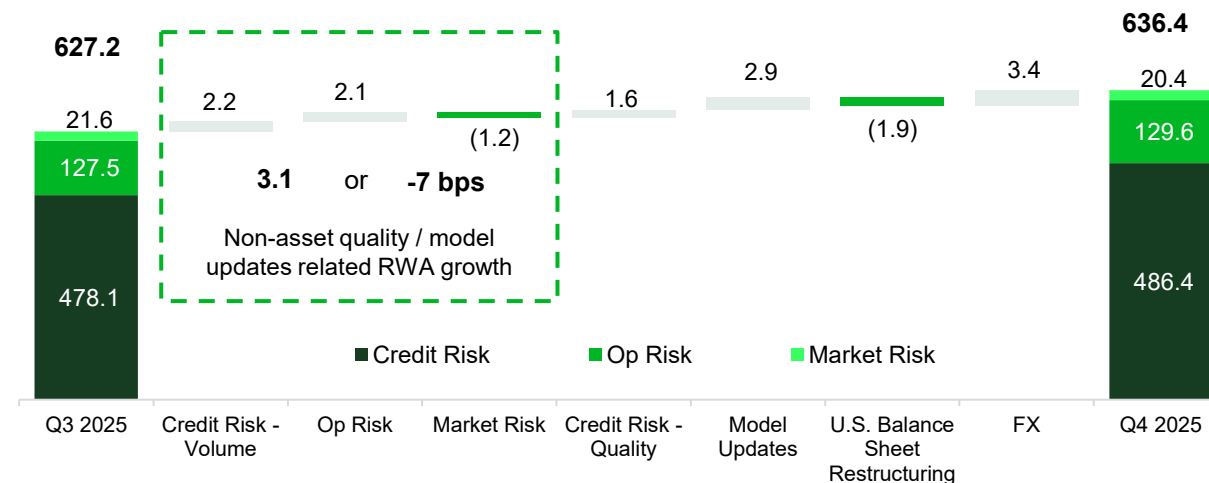 627.2
636.4
21.6
127.5
478.1
2.2
2.1
(1.2)
3.1 or -7 bps
Non-asset quality / model
updates related RWA growth
1.6
2.9
(1.9)
3.4
20.4
129.6
486.4
Credit Risk
Op Risk
Market Risk
Q3 2025
Credit Risk -
Volume
Op Risk
Market Risk
Credit Risk -
Quality
Model
Updates
U.S. Balance
Sheet
Restructuring
FX
Q4 2025